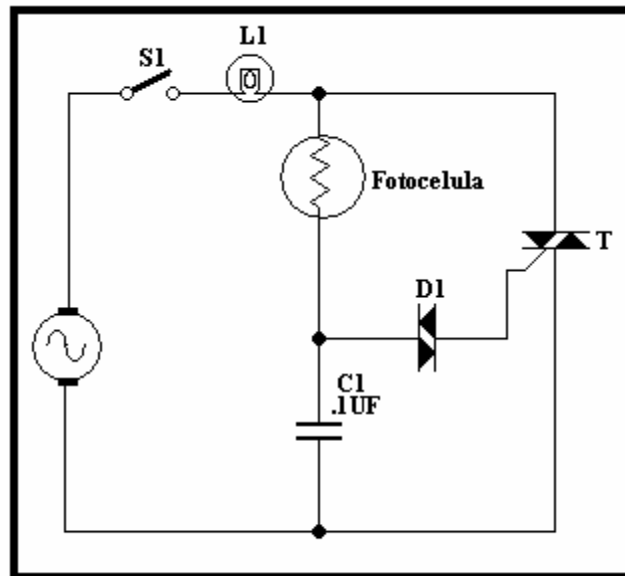 L1
S1
Fotocelula
T
D1
C1
.1UF